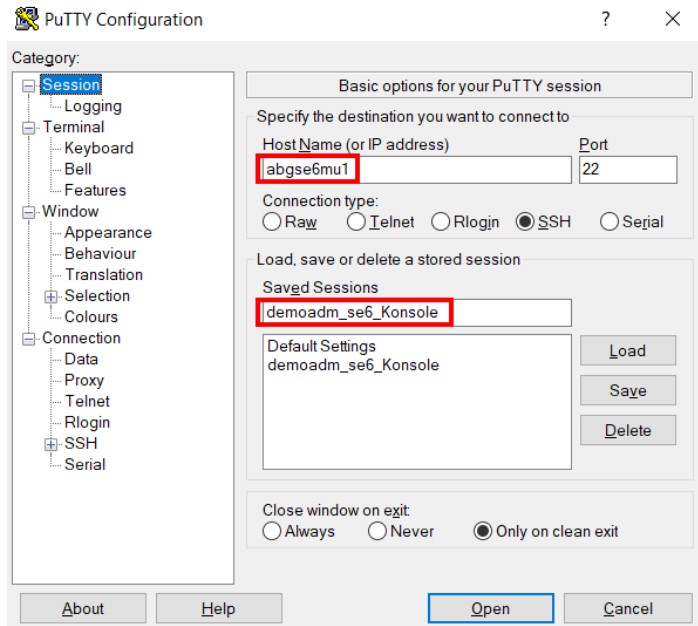 PuTTY Configuration
?
Category:
Session
Logging
Terminal
Keyboard
Bell
Features
Window
Appearance
Behaviour
Translation
Selection
Colours
Connection
Data
Proxy
Telnet
Rlogin
SSH
Serial
Basic options for your PuTTY session
Specify the destination you want to connect to
Host Name (or IP address) Port
abgse6mu1 22
Connection type:
Raw Telnet Rlogin SSH Serial
Load, save or delete a stored session
Saved Sessions
demoadm_se6_Konsole
Default Settings
demoadm_se6_Konsole
Load
Save
Delete
Close window on exit:
Always Never Only on clean exit
About Help Open Cancel